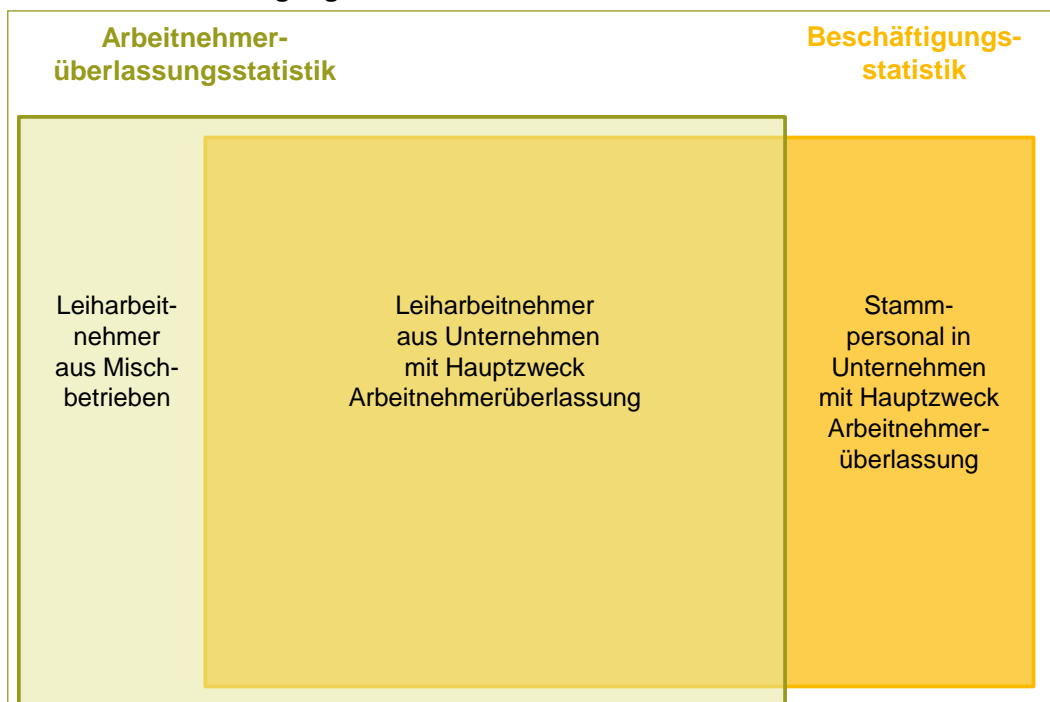 Arbeitnehmer-
überlassungsstatistik
Beschäftigungs-
statistik
Leiharbeit-
nehmer
aus Misch-
betrieben
Leiharbeitnehmer
aus Unternehmen
mit Hauptzweck
Arbeitnehmerüberlassung
Stamm-
personal in
Unternehmen
mit Hauptzweck
Arbeitnehmer-
überlassung